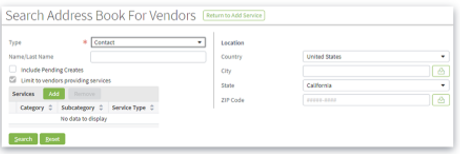 Search Address Book For Vendors Return to Add Service
Type * Contact
Name/Last Name
Include Pending Creates
Limit to vendors providing services
Services Add Remove
Category Subcategory Service Type
No data to display
Search Reset
Location
Country United States
City
State California
ZIP Code xxxxx-xxxx